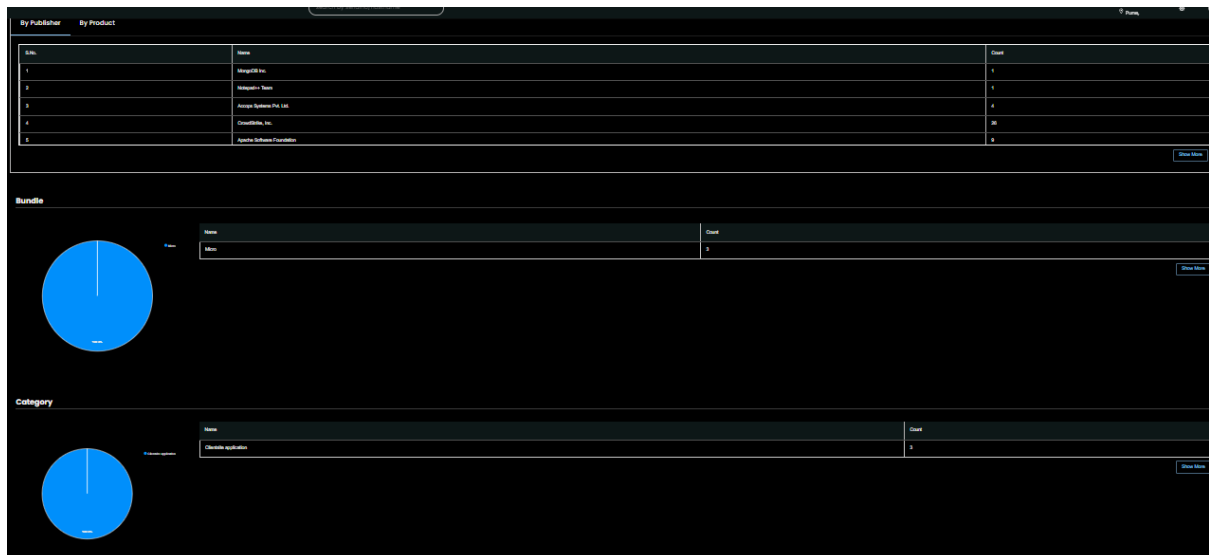 By Publisher By Product
S.No. Name Count
1 MongoDB Inc. 1
2 Notepad++ Team 1
3 Accops Systems Pvt. Ltd. 4
4 CrowdStrike, Inc. 26
5 Apache Software Foundation 9
Show More
Bundle
Name Count
Micro
Micro 3
Show More
Category
Name Count
Clientsite application 3
Show More